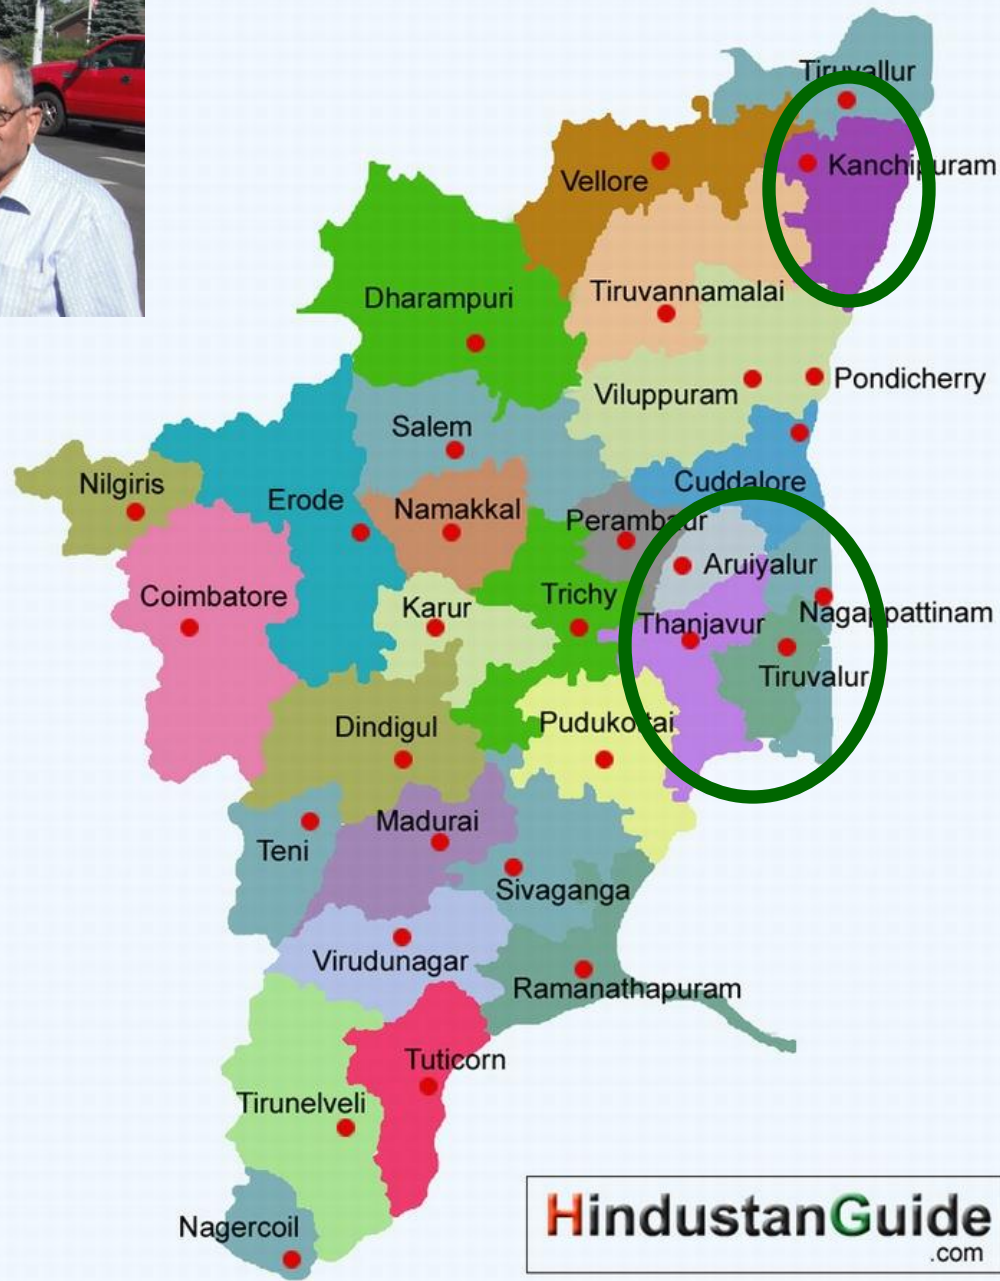 Tiruvallur
Kanchipuram
Vellore
Dharampuri
Tiruvannamalai
Pondicherry
Viluppuram
Salem
Cuddalore
Nilgiris
Erode
Namakkal
Perambaur
Aruiyalur
Coimbatore
Karur
Trichy
Nagappattinam
Thanjavur
Tiruvalur
Dindigul
Pudukottai
Madurai
Teni
Sivaganga
Virudunagar
Ramanathapuram
Tuticorn
Tirunelveli
Nagercoil
HindustanGuide
.com